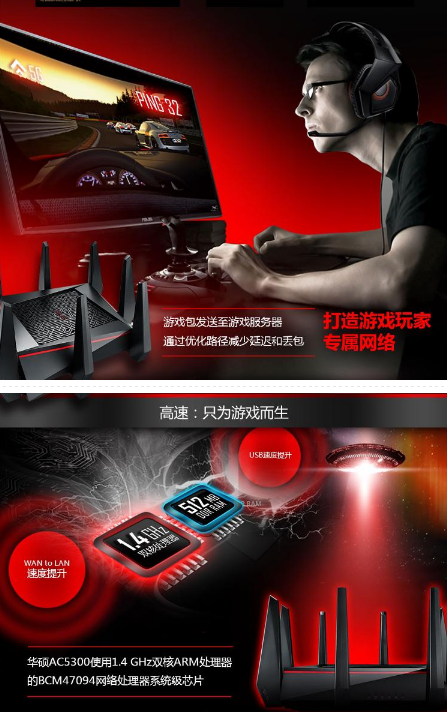 PING 32
ASUS
游戏包发送至游戏服务器
通过优化路径减少延迟和丢包
打造游戏玩家
专属网络
高速：只为游戏而生
USB速度提升
512 MB
DDR RAM
1.4 GHz
双核处理器
WAN to LAN
速度提升
华硕AC5300使用1.4 GHz双核ARM处理器
的BCM47094网络处理器系统级芯片